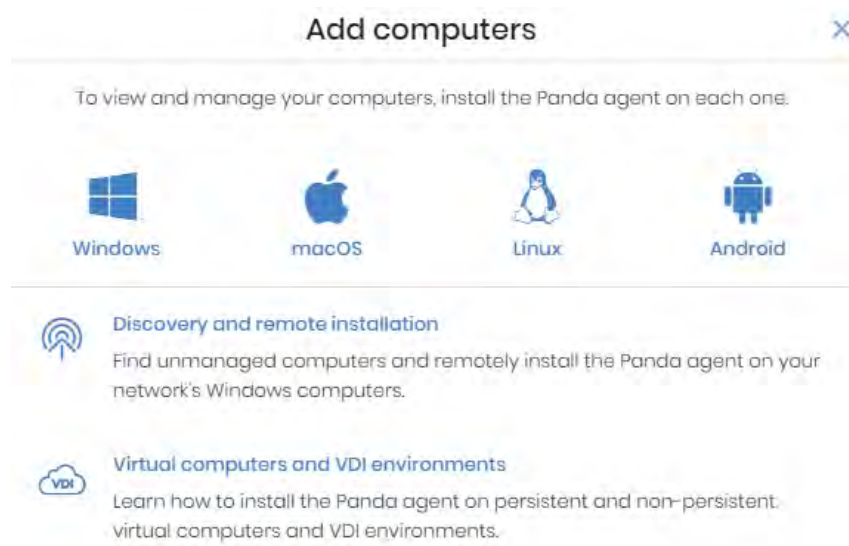 Add computers
To view and manage your computers, install the Panda agent on each one.
Windows
macOS
Linux
Android
Discovery and remote installation
Find unmanaged computers and remotely install the Panda agent on your
network's Windows computers.
VDI
Virtual computers and VDI environments
Learn how to install the Panda agent on persistent and non-persistent
virtual computers and VDI environments.